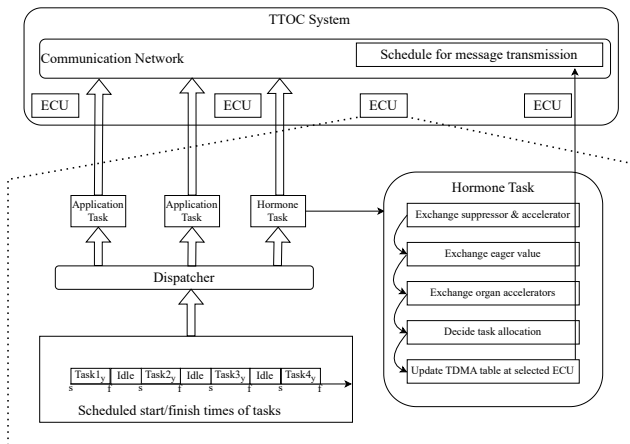 TTOC System
Communication Network
Schedule for message transmission
ECU
ECU
ECU
ECU
Application
Task
Application
Task
Hormone
Task
Hormone Task
Exchange suppressor & accelerator
Exchange eager value
Exchange organ accelerators
Decide task allocation
Update TDMA table at selected ECU
Dispatcher
Task1y Idle Task2y Idle Task3y Idle Task4y
s f s f s f s f
Scheduled start/finish times of tasks